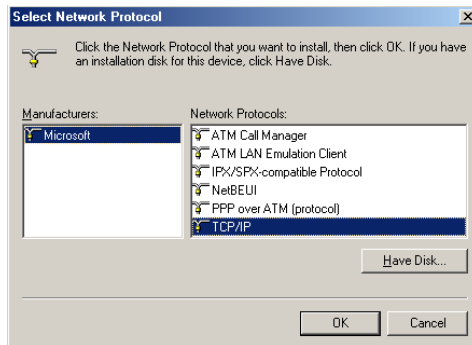 Select Network Protocol
Click the Network Protocol that you want to install, then click OK. If you have
an installation disk for this device, click Have Disk.
Manufacturers:
Microsoft
Network Protocols:
ATM Call Manager
ATM LAN Emulation Client
IPX/SPX-compatible Protocol
NetBEUI
PPP over ATM (protocol)
TCP/IP
Have Disk...
OK
Cancel